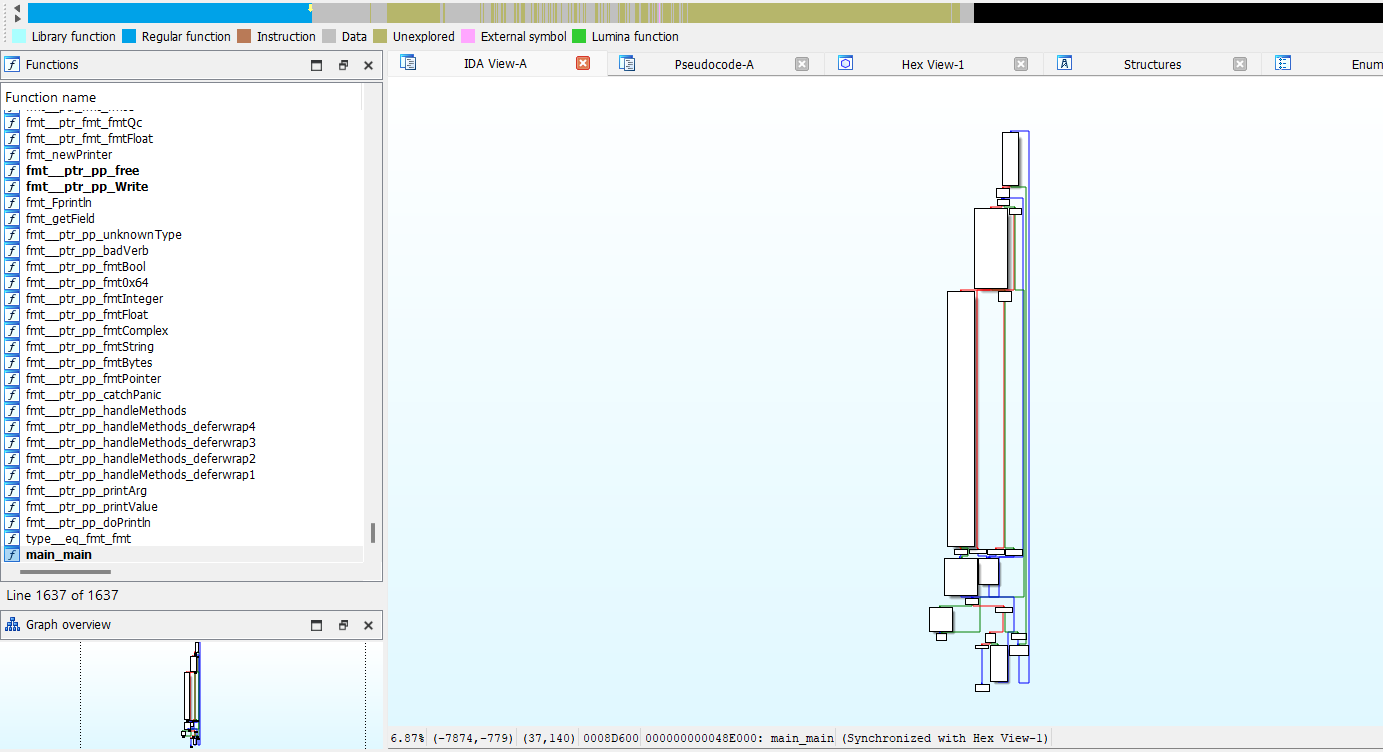 Library function Regular function Instruction Data Unexplored External symbol Lumina function
Functions
IDA View-A Pseudocode-A Hex View-1 Structures Enum
Function name
fmt__ptr_fmt_fmtQc
fmt__ptr_fmt_fmtFloat
fmt_newPrinter
fmt__ptr_pp_free
fmt__ptr_pp_Write
fmt_Fprintln
fmt_getField
fmt__ptr_pp_unknownType
fmt__ptr_pp_badVerb
fmt__ptr_pp_fmtBool
fmt__ptr_pp_fmt0x64
fmt__ptr_pp_fmtInteger
fmt__ptr_pp_fmtFloat
fmt__ptr_pp_fmtComplex
fmt__ptr_pp_fmtString
fmt__ptr_pp_fmtBytes
fmt__ptr_pp_fmtPointer
fmt__ptr_pp_catchPanic
fmt__ptr_pp_handleMethods
fmt__ptr_pp_handleMethods_deferwrap4
fmt__ptr_pp_handleMethods_deferwrap3
fmt__ptr_pp_handleMethods_deferwrap2
fmt__ptr_pp_handleMethods_deferwrap1
fmt__ptr_pp_printArg
fmt__ptr_pp_printValue
fmt__ptr_pp_doPrintln
type__eq_fmt_fmt
main_main
Line 1637 of 1637
Graph overview
6.87% (-7874,-779) (37,140) 0008D600 000000000048E000: main_main (Synchronized with Hex View-1)